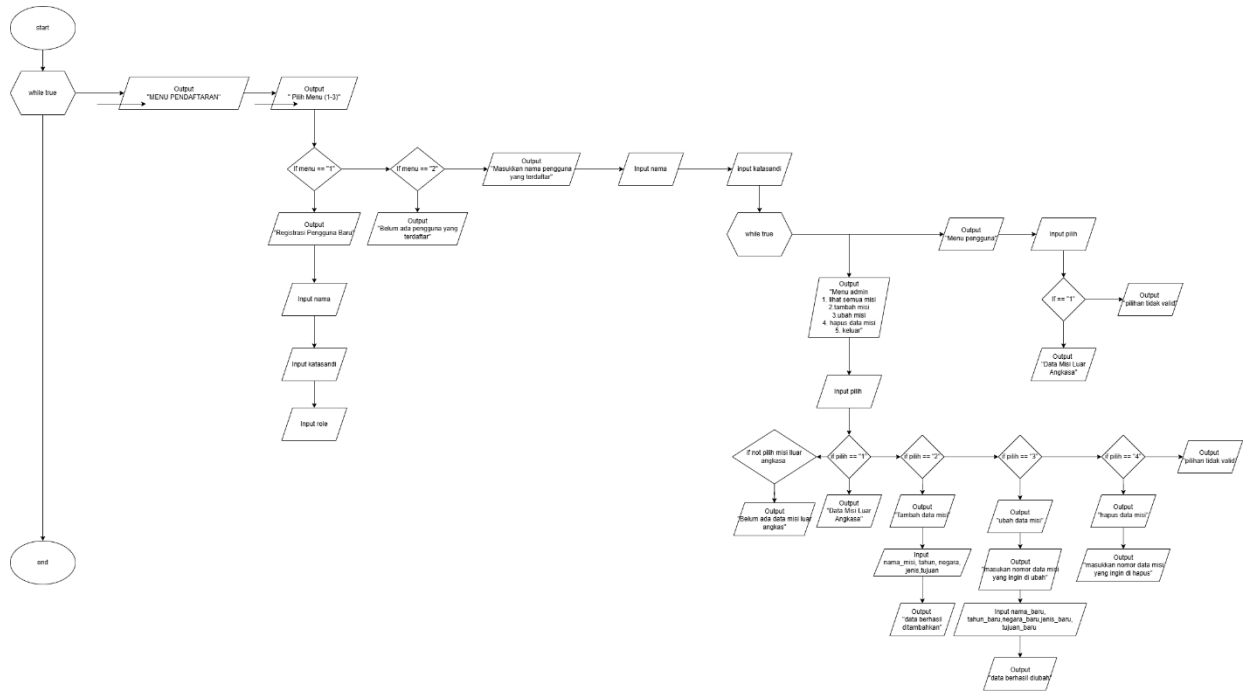 start
while true
Output
"MENU PENDAFTARAN"
Output
" Pilih Menu (1-3)"
If menu == "1"
If menu == "2"
Output
"Masukkan nama pengguna
yang terdaftar"
Input nama
input katasandi
Output
"Registrasi Pengguna Baru"
Output
"Belum ada pengguna yang
terdaftar"
Input nama
Input katasandi
Input role
while true
Output
"Menu pengguna"
Input pilih
If == "1"
Output
"pilihan tidak valid"
Output
"Data Misi Luar
Angkasa"
Output
"Menu admin
1. lihat semua misi
2.tambah misi
3.ubah misi
4. hapus data misi
5. keluar"
Input pilih
If not pilih misi lluar
angkasa
if pilih == "1"
if pilih == "2"
if pilih == "3"
if pilih == "4"
Output
"pilihan tidak valid
Output
"Belum ada data misi luar
angkas"
Output
"Data Misi Luar
Angkasa"
Output
"Tambah data misi"
Output
"ubah data misi"
Output
"hapus data misi"
Input
nama_misi, tahun, negara,
jenis,tujuan
Output
"masukan nomor data misi
yang ingin di ubah"
Output
"masukkan nomor data misi
yang ingin di hapus"
Output
"data berhasil
ditambahkan"
Input nama_baru,
tahun_baru,negara_baru,jenis_baru,
tujuan_baru
Output
"data berhasil diubah"
end